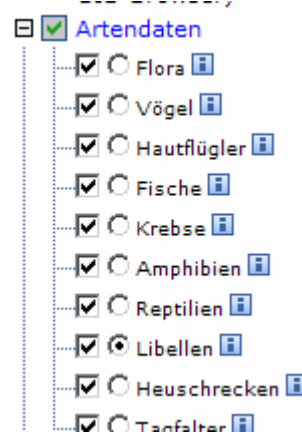 Artendaten
Flora
Vögel
Hautflügler
Fische
Krebse
Amphibien
Reptilien
Libellen
Heuschrecken
Tagfalter